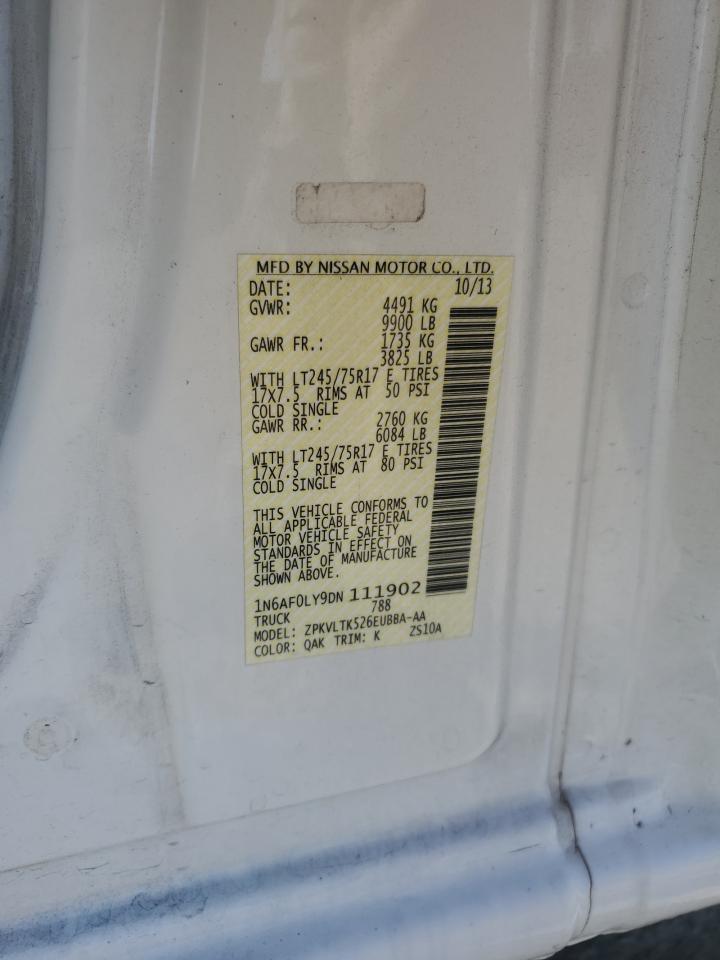 MFD BY NISSAN MOTOR CO., LTD.
DATE: 10/13
GVWR: 4491 KG
9900 LB
GAWR FR.: 1735 KG
3825 LB
WITH LT245/75R17 E TIRES
17X7.5 RIMS AT 50 PSI
COLD SINGLE
GAWR RR.: 2760 KG
6084 LB
WITH LT245/75R17 E TIRES
17X7.5 RIMS AT 80 PSI
COLD SINGLE
THIS VEHICLE CONFORMS TO
ALL APPLICABLE FEDERAL
MOTOR VEHICLE SAFETY
STANDARDS IN EFFECT ON
THE DATE OF MANUFACTURE
SHOWN ABOVE.
1N6AF0LY9DN 111902
TRUCK 788
MODEL: ZPKVLTK526EUBBA-AA
COLOR: QAK TRIM: K ZS10A